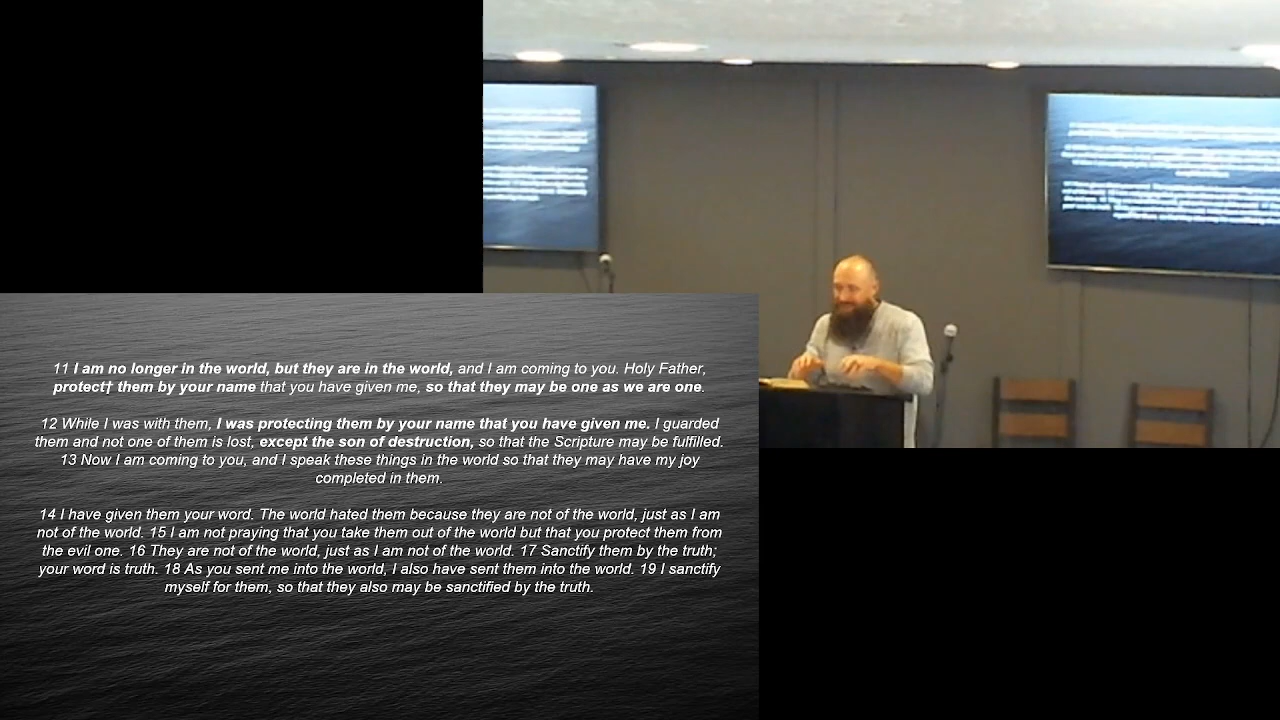 11 I am no longer in the world, but they are in the world, and I am coming to you. Holy Father,
protect† them by your name that you have given me, so that they may be one as we are one.
12 While I was with them, I was protecting them by your name that you have given me. I guarded
them and not one of them is lost, except the son of destruction, so that the Scripture may be fulfilled.
13 Now I am coming to you, and I speak these things in the world so that they may have my joy
completed in them.
14 I have given them your word. The world hated them because they are not of the world, just as I am
not of the world. 15 I am not praying that you take them out of the world but that you protect them from
the evil one. 16 They are not of the world, just as I am not of the world. 17 Sanctify them by the truth;
your word is truth. 18 As you sent me into the world, I also have sent them into the world. 19 I sanctify
myself for them, so that they also may be sanctified by the truth.